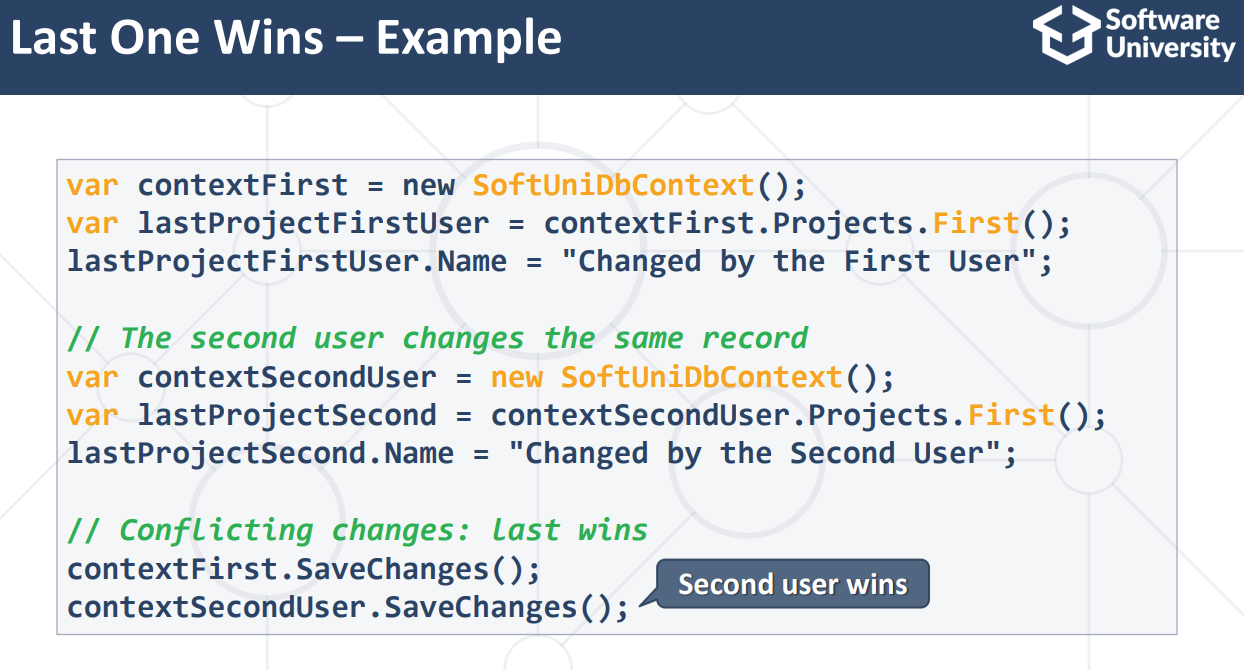 Last One Wins – Example
Software
University
var contextFirst = new SoftUniDbContext();
var lastProjectFirstUser = contextFirst.Projects.First();
lastProjectFirstUser.Name = "Changed by the First User";
// The second user changes the same record
var contextSecondUser = new SoftUniDbContext();
var lastProjectSecond = contextSecondUser.Projects.First();
lastProjectSecond.Name = "Changed by the Second User";
// Conflicting changes: last wins
contextFirst.SaveChanges();
contextSecondUser.SaveChanges();
Second user wins